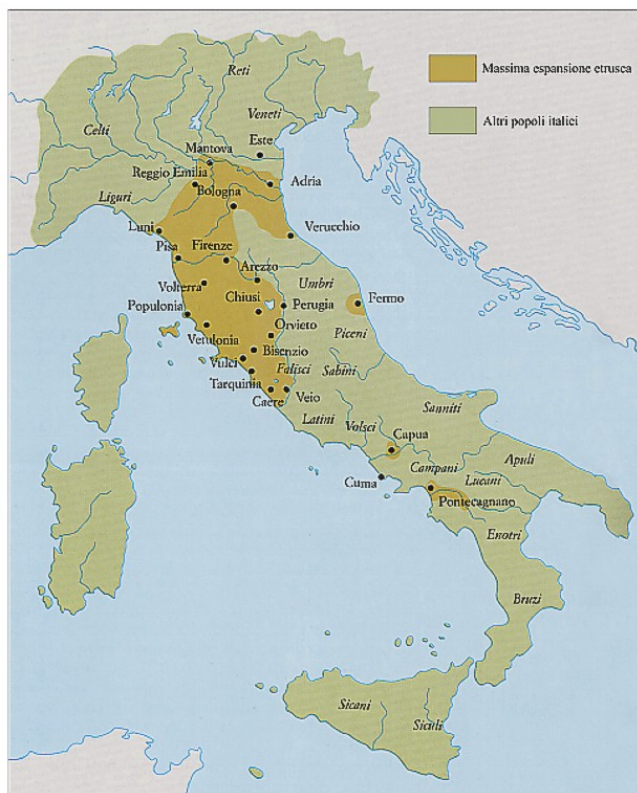 Massima espansione etrusca
Altri popoli italici
Reti
Veneti
Celti
Este
Mantova
Reggio Emilia
Adria
Bologna
Liguri
Luni
Verucchio
Pisa
Firenze
Arezzo
Umbri
Volterra
Chiusi
Perugia
Fermo
Populonia
Orvieto
Piceni
Vetulonia
Bisenzio
Vulci
Falisci
Sabini
Tarquinia
Caere
Veio
Sanniti
Latini
Volsci
Capua
Apuli
Campani
Lucani
Cuma
Pontecagnano
Enotri
Bruzi
Sicani
Siculi